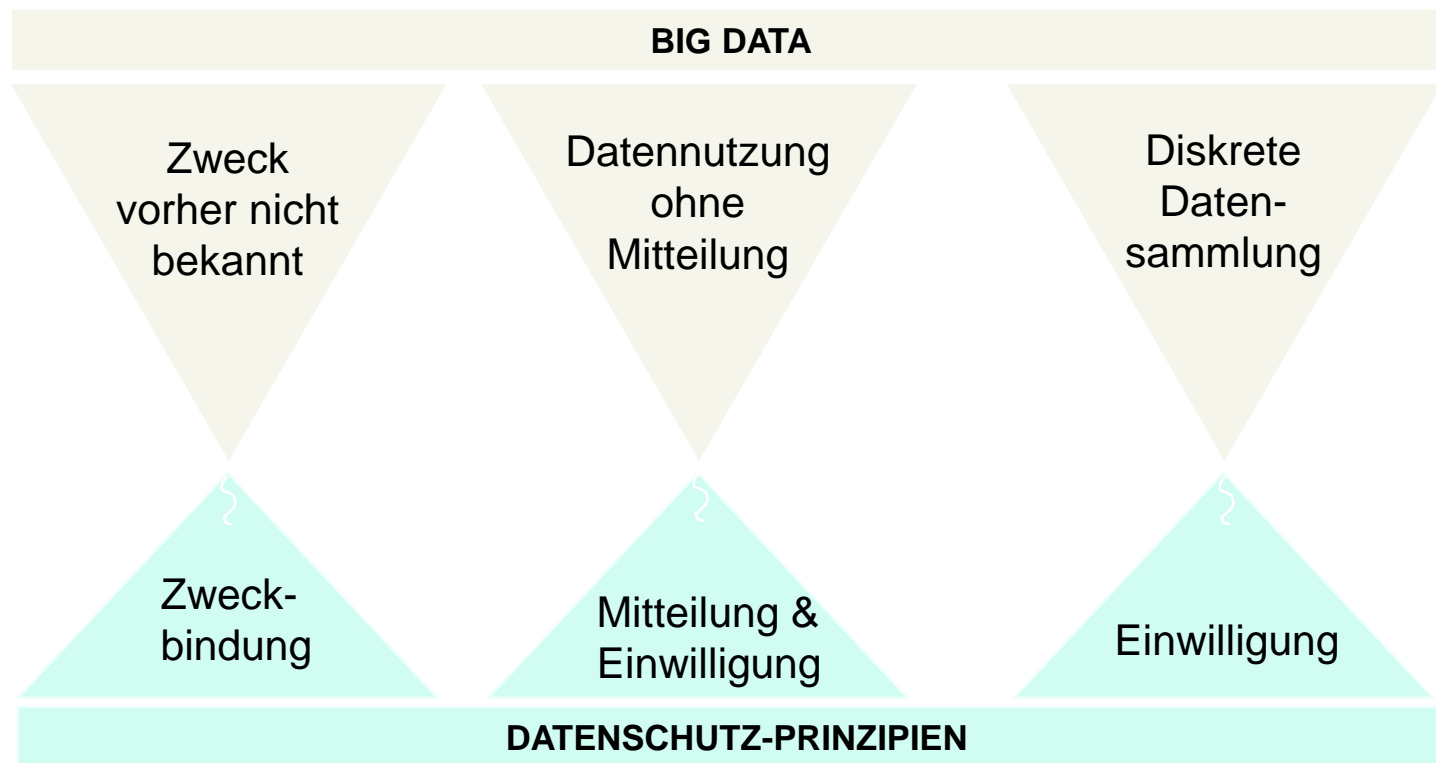 BIG DATA
Zweck
vorher nicht
bekannt
Datennutzung
ohne
Mitteilung
Diskrete
Daten-
sammlung
Zweck-
bindung
Mitteilung &
Einwilligung
Einwilligung
DATENSCHUTZ-PRINZIPIEN